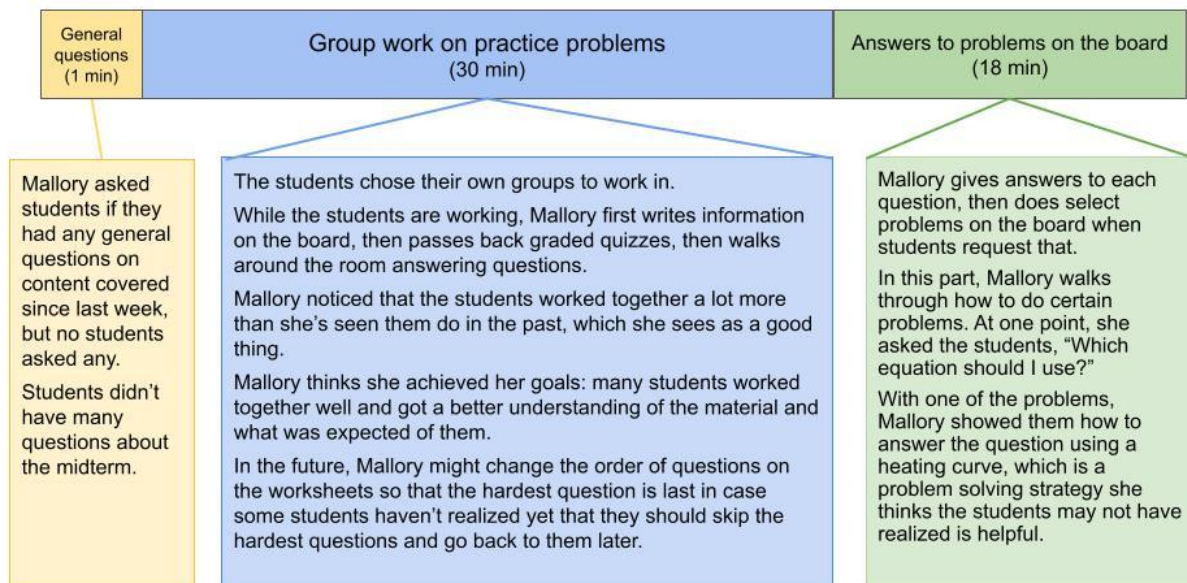 General
questions
(1 min)
Group work on practice problems
(30 min)
Answers to problems on the board
(18 min)
Mallory asked
students if they
had any general
questions on
content covered
since last week,
but no students
asked any.
Students didn’t
have many
questions about
the midterm.
The students chose their own groups to work in.
While the students are working, Mallory first writes information
on the board, then passes back graded quizzes, then walks
around the room answering questions.
Mallory noticed that the students worked together a lot more
than she’s seen them do in the past, which she sees as a good
thing.
Mallory thinks she achieved her goals: many students worked
together well and got a better understanding of the material and
what was expected of them.
In the future, Mallory might change the order of questions on
the worksheets so that the hardest question is last in case
some students haven’t realized yet that they should skip the
hardest questions and go back to them later.
Mallory gives answers to each
question, then does select
problems on the board when
students request that.
In this part, Mallory walks
through how to do certain
problems. At one point, she
asked the students, “Which
equation should I use?”
With one of the problems,
Mallory showed them how to
answer the question using a
heating curve, which is a
problem solving strategy she
thinks the students may not have
realized is helpful.